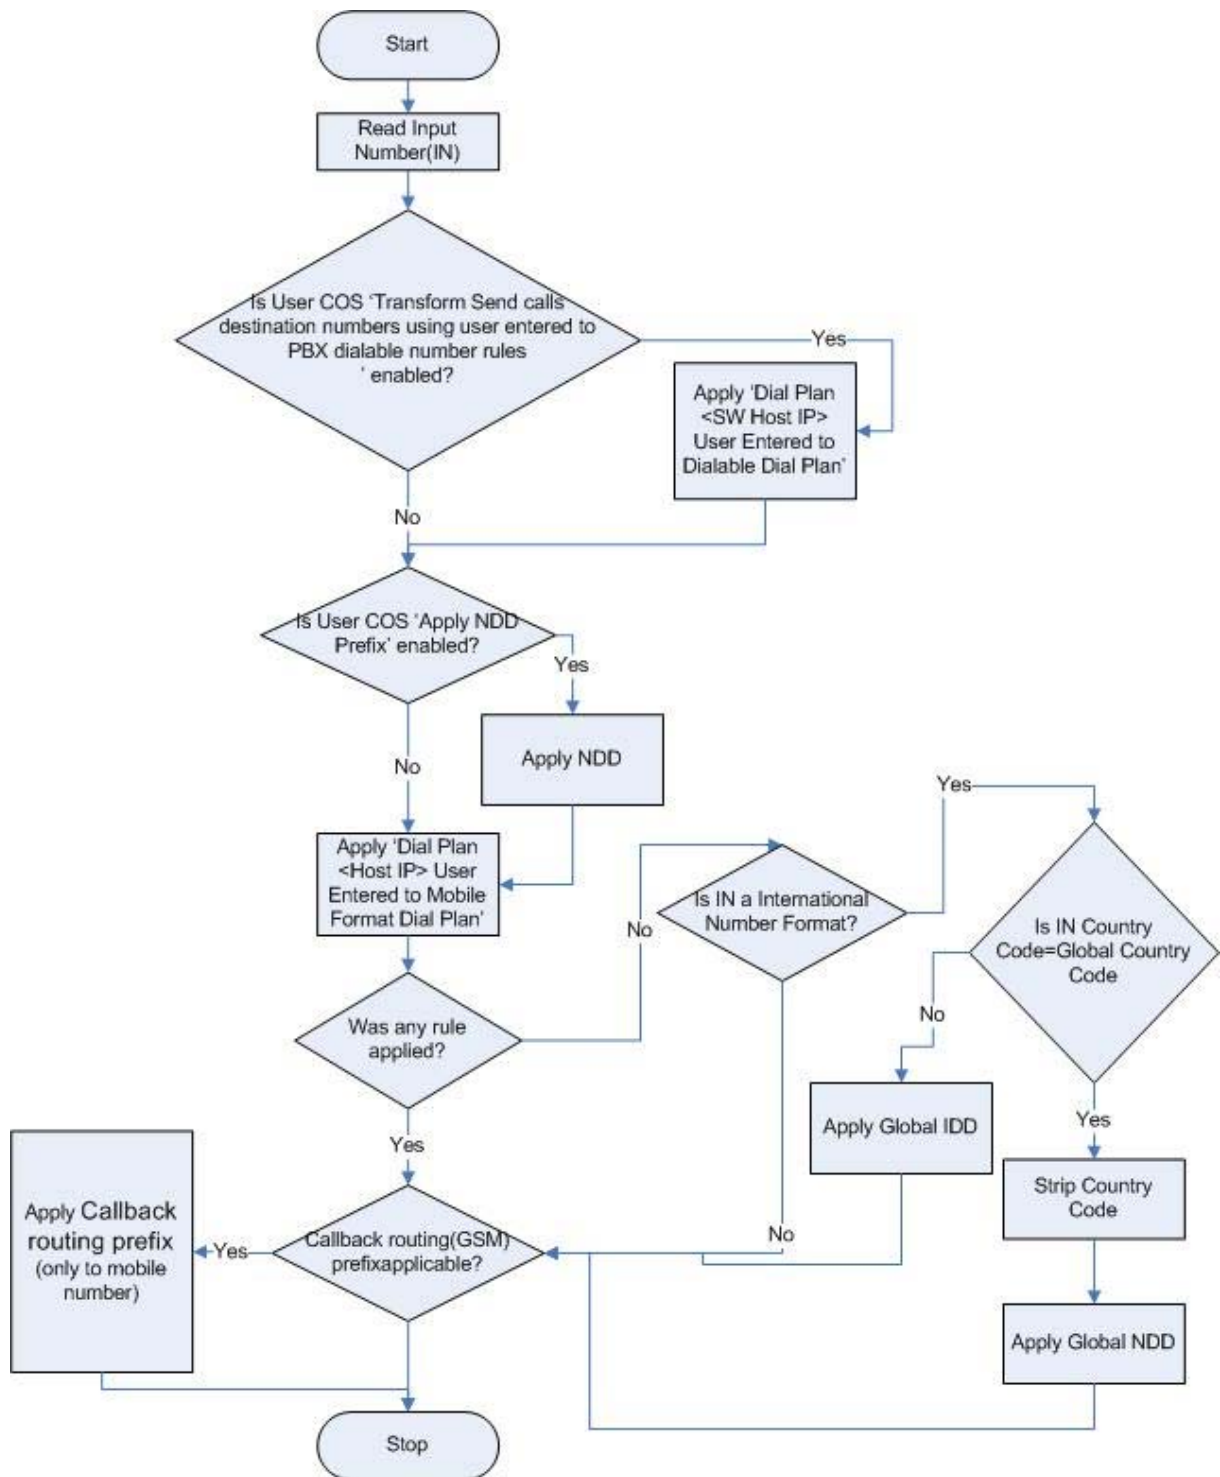 Start
Read Input
Number(IN)
Is User COS ‘Transform Send calls
destination numbers using user entered to
PBX dialable number rules
’ enabled?
Yes
Apply ‘Dial Plan
<SW Host IP>
User Entered to
Dialable Dial Plan’
No
Is User COS ‘Apply NDD
Prefix’ enabled?
Yes
Apply NDD
No
Apply ‘Dial Plan
<Host IP> User
Entered to Mobile
Format Dial Plan’
Was any rule
applied?
No
Is IN a International
Number Format?
Yes
Is IN Country
Code=Global Country
Code
No
Apply Global IDD
Yes
Strip Country
Code
Apply Global NDD
No
Yes
Callback routing(GSM)
prefixapplicable?
Yes
Apply Callback
routing prefix
(only to mobile
number)
Stop